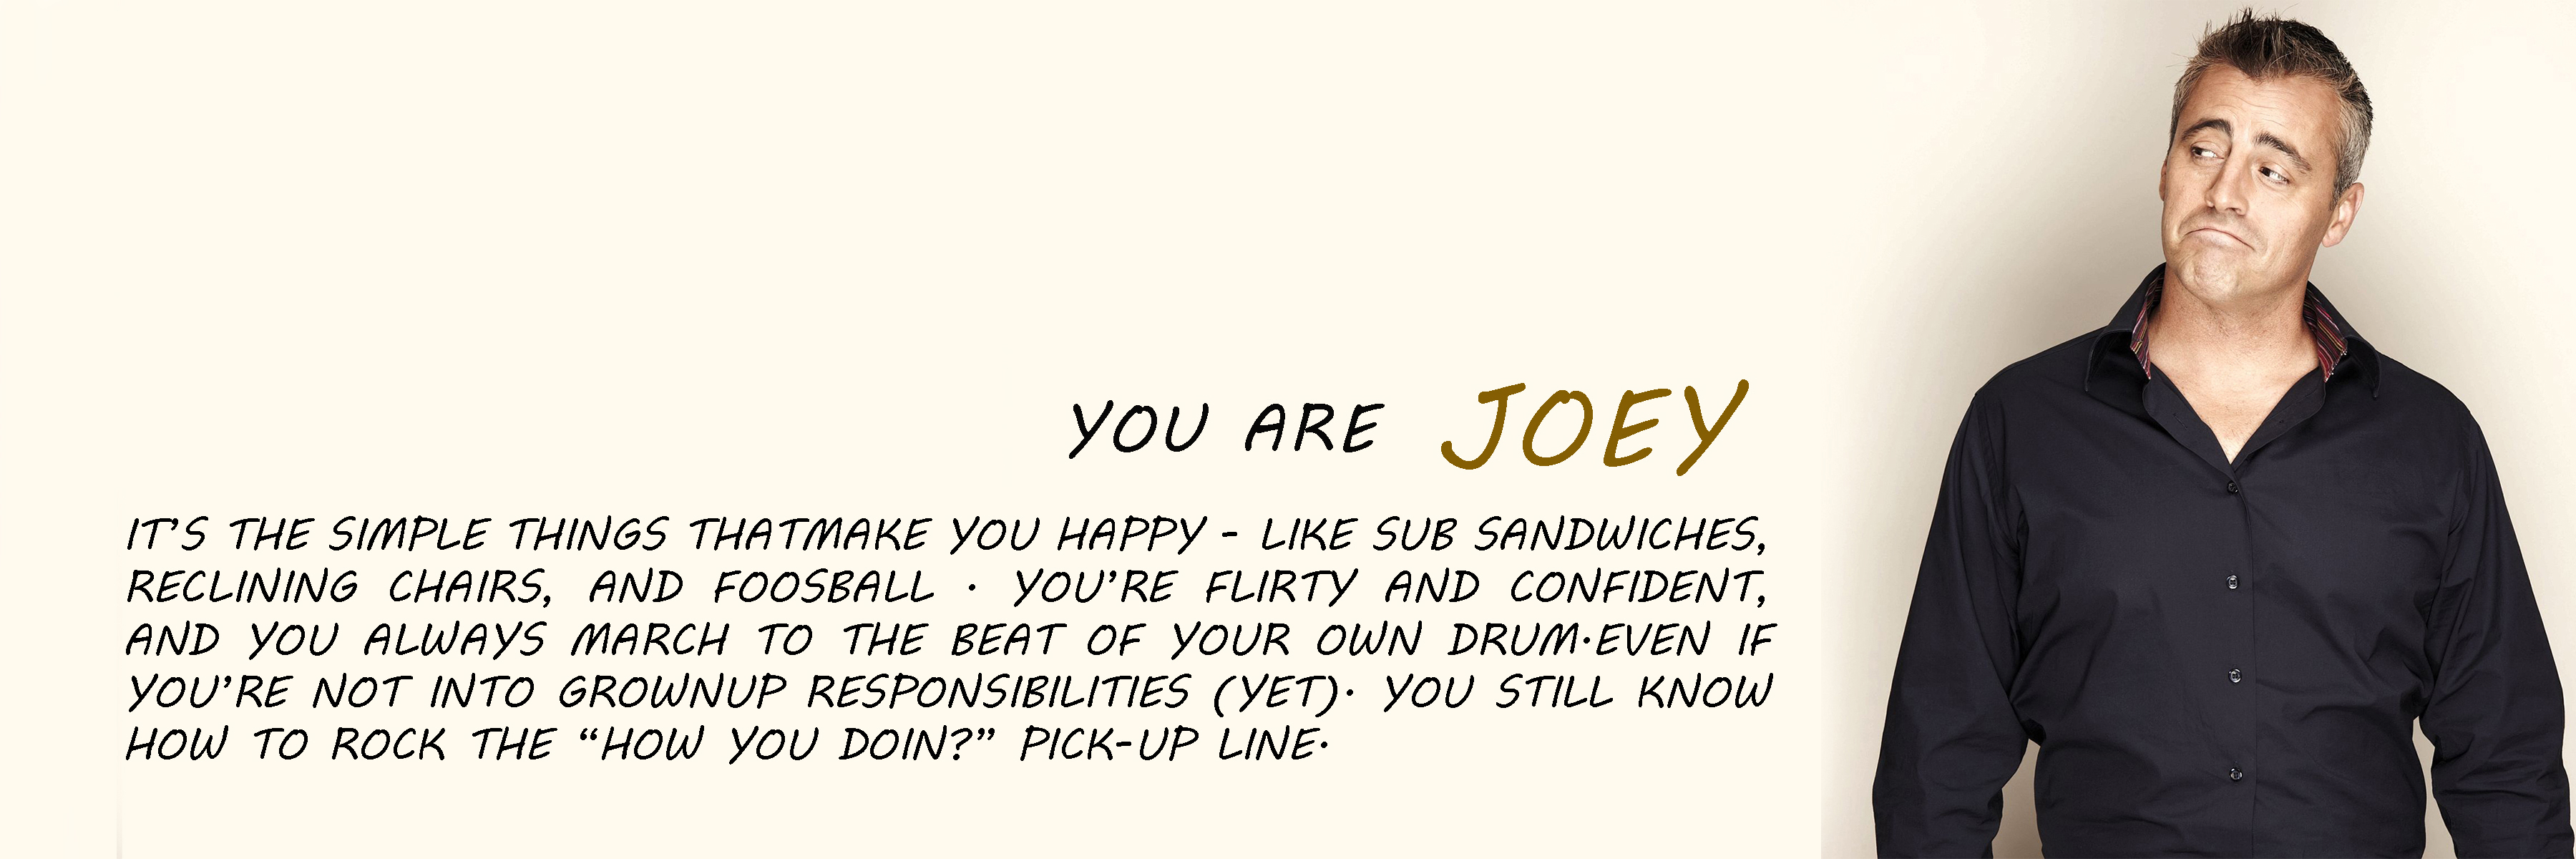 YOU ARE JOEY
IT'S THE SIMPLE THINGS THATMAKE YOU HAPPY - LIKE SUB SANDWICHES,
RECLINING CHAIRS, AND FOOSBALL · YOU'RE FLIRTY AND CONFIDENT,
AND YOU ALWAYS MARCH TO THE BEAT OF YOUR OWN DRUM·EVEN IF
YOU'RE NOT INTO GROWNUP RESPONSIBILITIES (YET)· YOU STILL KNOW
HOW TO ROCK THE “HOW YOU DOIN?” PICK-UP LINE·